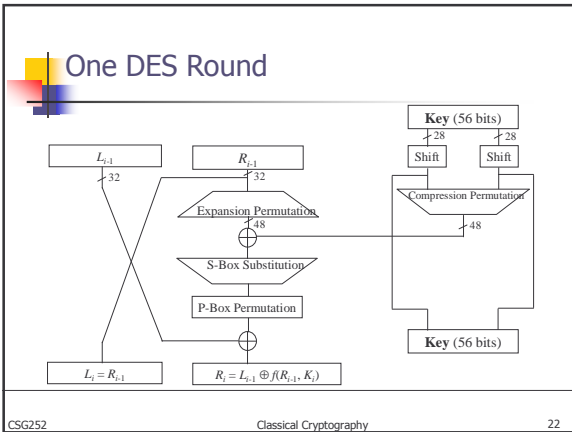 One DES Round
Key (56 bits)
28 28
Shift Shift
L_{i-1} R_{i-1}
32 32
Compression Permutation
Expansion Permutation
48 48
S-Box Substitution
P-Box Permutation
Key (56 bits)
L_i = R_{i-1} R_i = L_{i-1} ⊕ f(R_{i-1}, K_i)
CSG252 Classical Cryptography 22